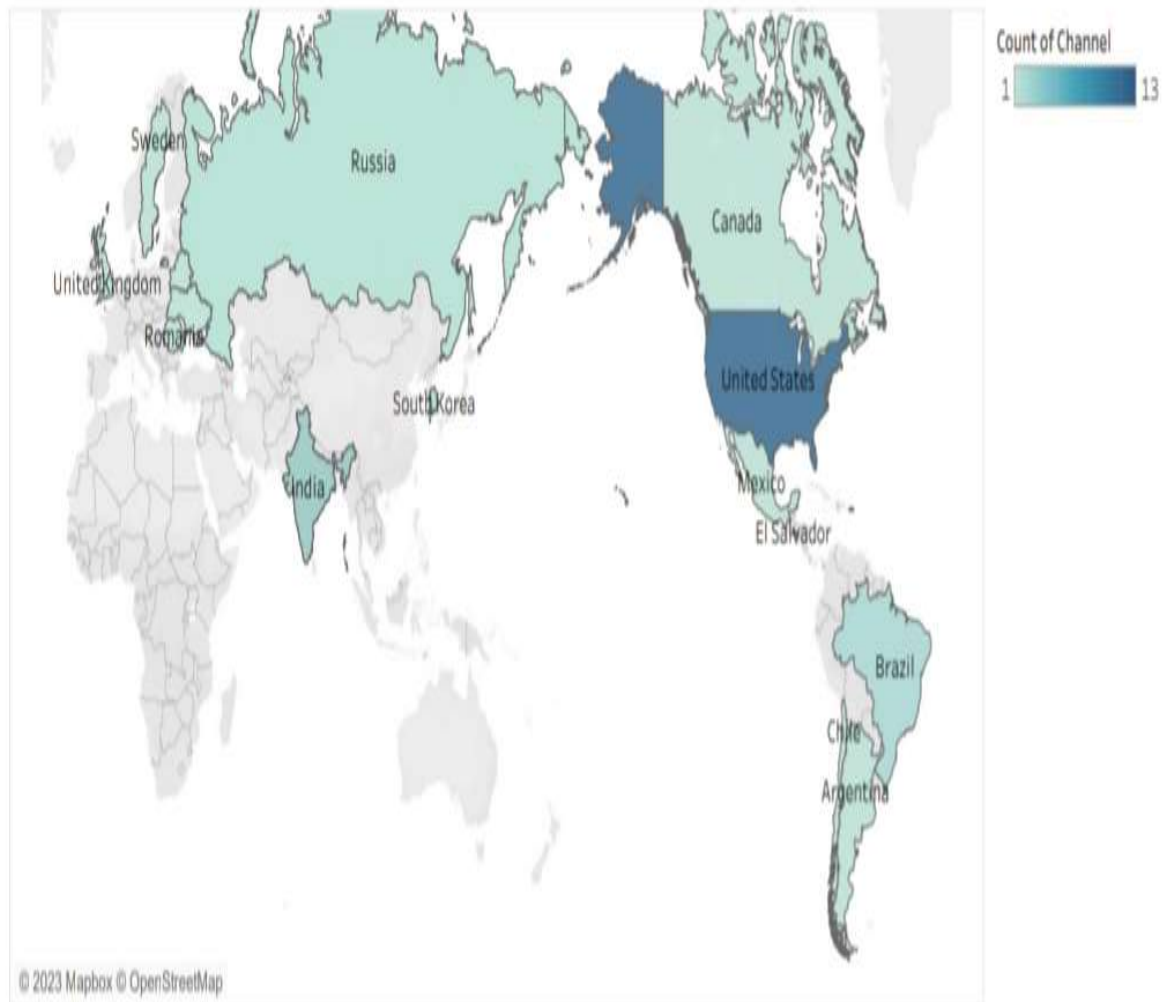 Count of Channel
1
13
Sweden
Russia
Canada
United Kingdom
Romania
United States
South Korea
India
Mexico
El Salvador
Brazil
Chile
Argentina
© 2023 Mapbox © OpenStreetMap